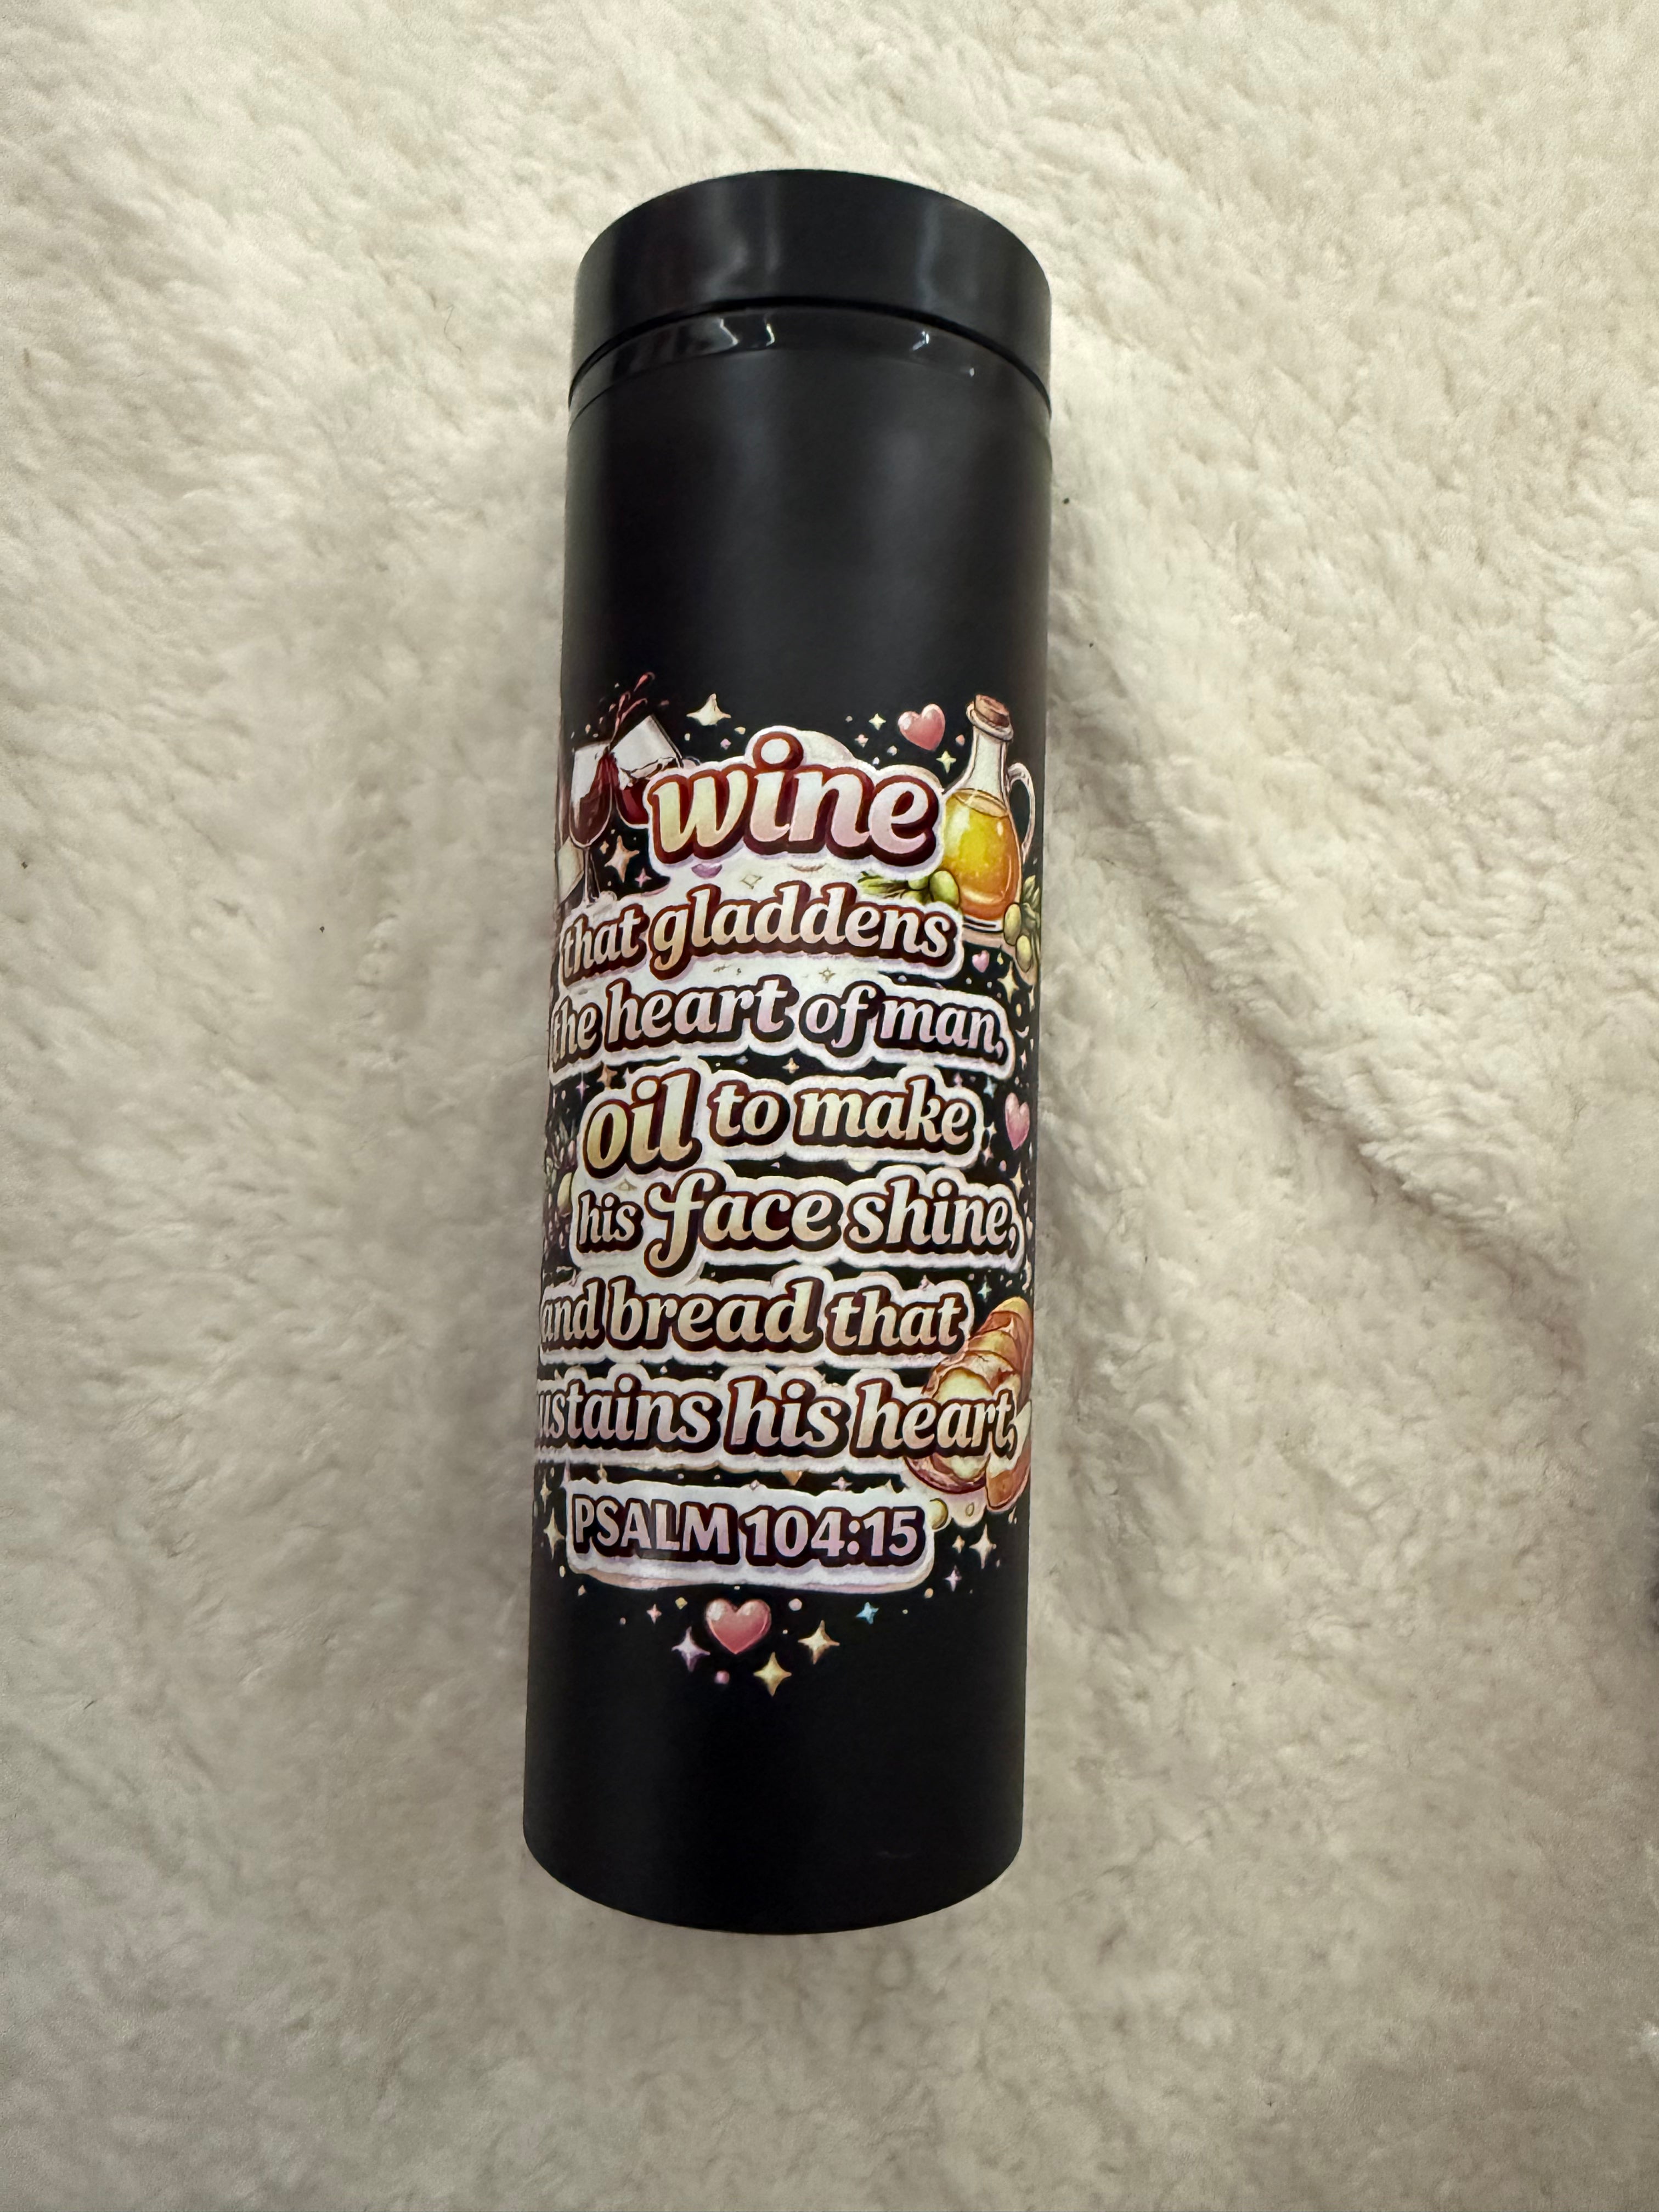 wine
that gladdens
the heart of man,
oil to make
his face shine,
and bread that
ustains his heart,
PSALM 104:15